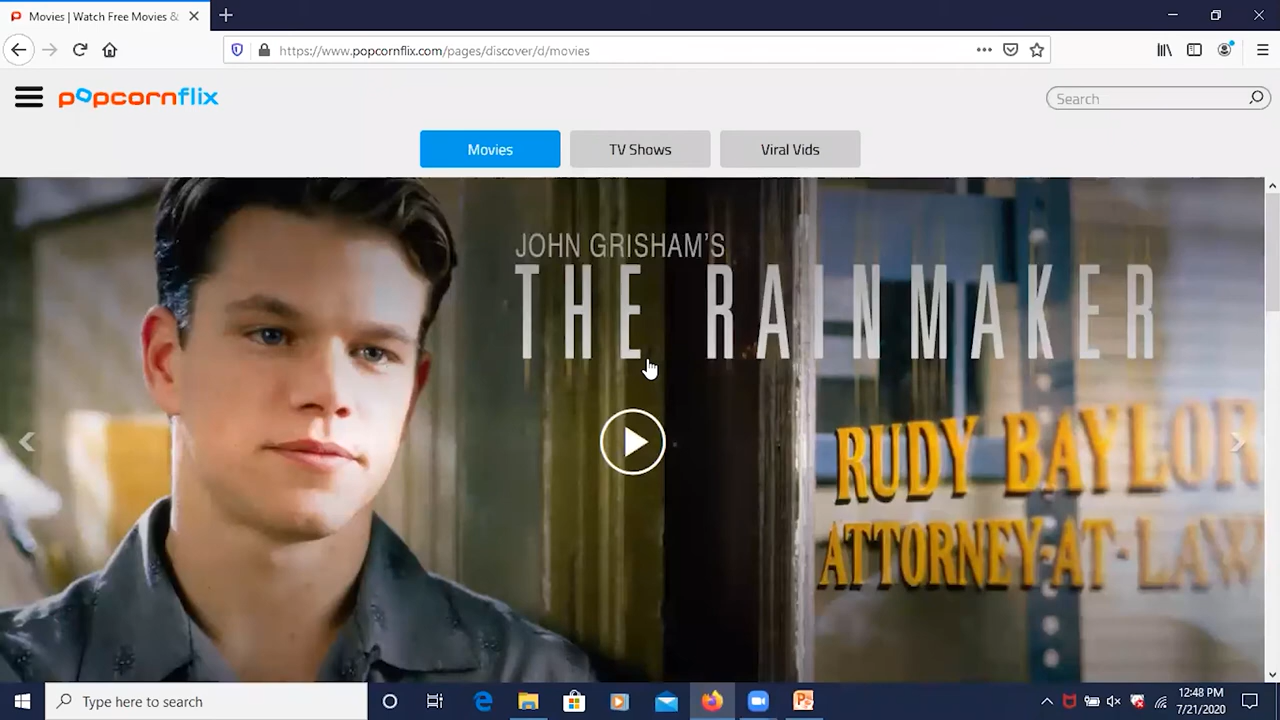 Movies | Watch Free Movies &
https://www.popcornflix.com/pages/discover/d/movies
popcornflix
Search
Movies
TV Shows
Viral Vids
JOHN GRISHAM'S
THE RAINMAKER
RUDY BAYLOR
ATTORNEY-AT-LAW
Type here to search
12:48 PM
7/21/2020